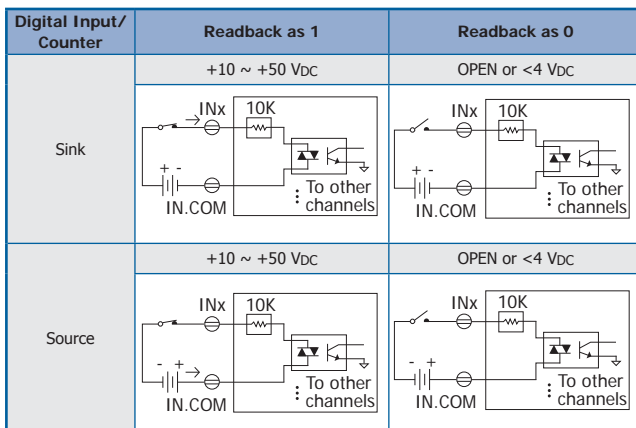 Digital Input/
Counter
Readback as 1
Readback as 0
Sink
+10 ~ +50 VDC
OPEN or <4 VDC
INx
10K
+ -
IN.COM
To other
channels
INx
10K
+ -
IN.COM
To other
channels
Source
+10 ~ +50 VDC
OPEN or <4 VDC
INx
10K
- +
IN.COM
To other
channels
INx
10K
- +
IN.COM
To other
channels